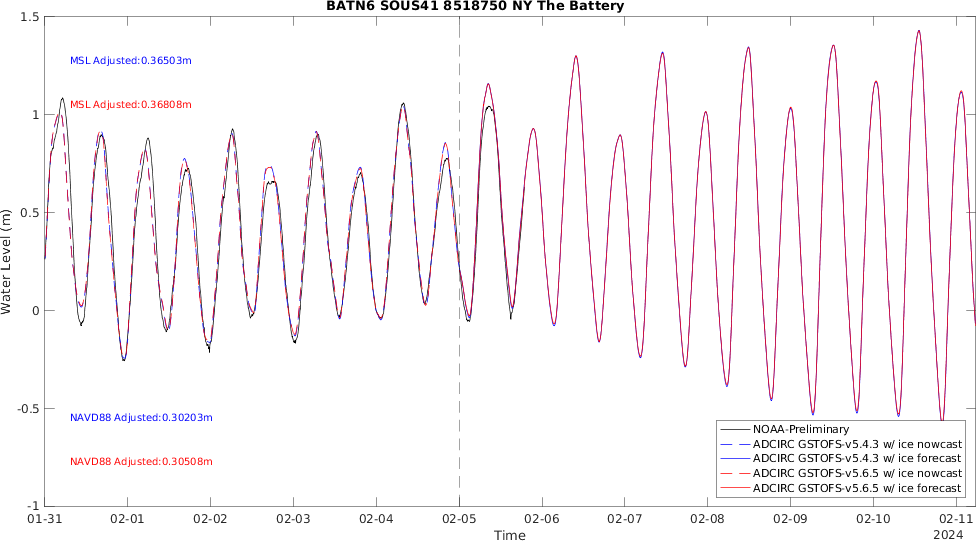 BATN6 SOUS41 8518750 NY The Battery
1.5
MSL Adjusted:0.36503m
MSL Adjusted:0.36808m
1
0.5
Water Level (m)
0
-0.5
NAVD88 Adjusted:0.30203m
NAVD88 Adjusted:0.30508m
NOAA-Preliminary
ADCIRC GSTOFS-v5.4.3 w/ ice nowcast
ADCIRC GSTOFS-v5.4.3 w/ ice forecast
ADCIRC GSTOFS-v5.6.5 w/ ice nowcast
ADCIRC GSTOFS-v5.6.5 w/ ice forecast
-1
01-31 02-01 02-02 02-03 02-04 02-05 02-06 02-07 02-08 02-09 02-10 02-11
Time
2024